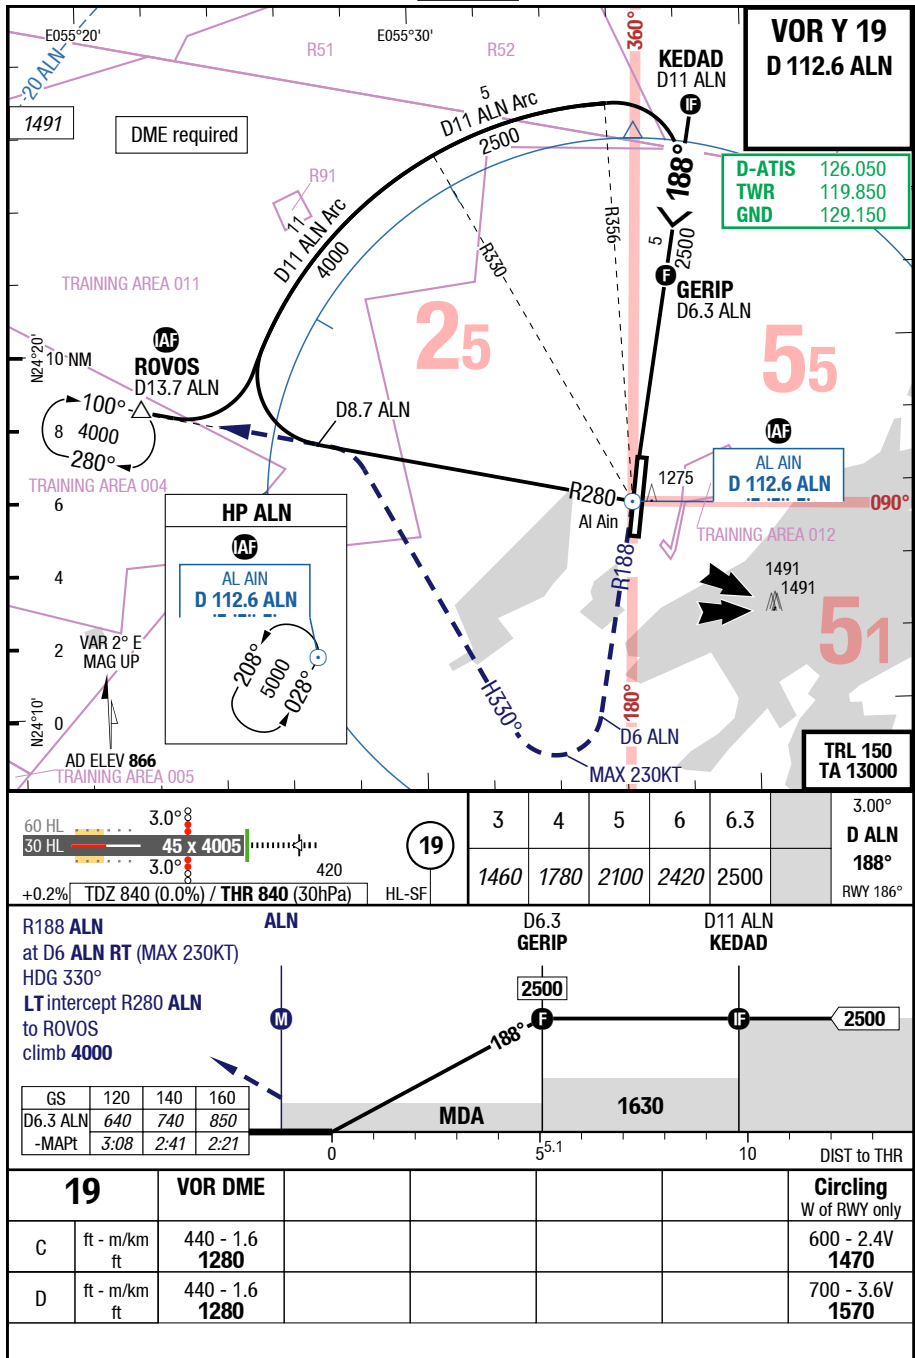 E055°20'
E055°30'
360°
VOR Y 19
D 112.6 ALN
R51
R52
KEDAD
D11 ALN
IF
20 ALN
5
D11 ALN Arc
2500
1491
DME required
188°
D-ATIS 126.050
TWR 119.850
GND 129.150
R91
11
D11 ALN Arc
4000
R330
R356
5
2500
F
GERIP
D6.3 ALN
TRAINING AREA 011
25
55
N24°20'
10 NM
IAF
ROVOS
D13.7 ALN
100°
8 4000
280°
D8.7 ALN
IAF
AL AIN
D 112.6 ALN
1275
R280
Al Ain
090°
TRAINING AREA 004
6
TRAINING AREA 012
HP ALN
IAF
AL AIN
D 112.6 ALN
R188
4
1491
1491
51
VAR 2° E
MAG UP
2
208°
5000
028°
H330°
180°
N24°10'
0
D6 ALN
AD ELEV 866
TRAINING AREA 005
MAX 230KT
TRL 150
TA 13000
60 HL
30 HL
3.0°
45 x 4005
3.0°
420
+0.2%
TDZ 840 (0.0%) / THR 840 (30hPa)
HL-SF
19
3 4 5 6 6.3
1460 1780 2100 2420 2500
3.00°
D ALN
188°
RWY 186°
R188 ALN
at D6 ALN RT (MAX 230KT)
HDG 330°
LT intercept R280 ALN
to ROVOS
climb 4000
ALN
D6.3
GERIP
D11 ALN
KEDAD
2500
M
F
IF
2500
188°
MDA
1630
GS 120 140 160
D6.3 ALN 640 740 850
-MAPt 3:08 2:41 2:21
0
5
5.1
10
DIST to THR
19 VOR DME Circling
W of RWY only
C ft - m/km 440 - 1.6 600 - 2.4V
ft 1280 1470
D ft - m/km 440 - 1.6 700 - 3.6V
ft 1280 1570